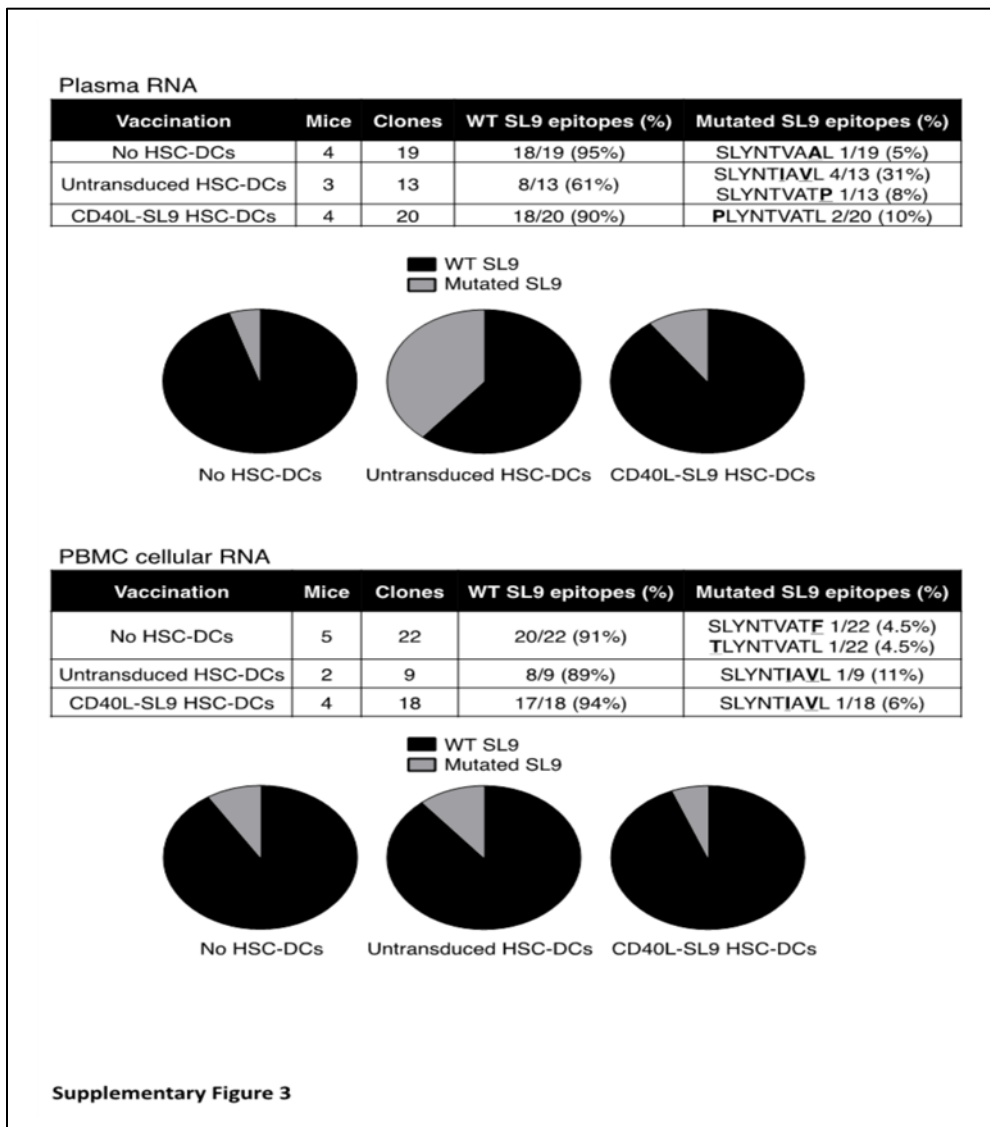 Plasma RNA
Vaccination Mice Clones WT SL9 epitopes (%) Mutated SL9 epitopes (%)
No HSC-DCs 4 19 18/19 (95%) SLYNTVAAL 1/19 (5%)
Untransduced HSC-DCs 3 13 8/13 (61%) SLYNTIAVL 4/13 (31%)
SLYNTVATP 1/13 (8%)
CD40L-SL9 HSC-DCs 4 20 18/20 (90%) PLYNTVATL 2/20 (10%)
WT SL9
Mutated SL9
No HSC-DCs Untransduced HSC-DCs CD40L-SL9 HSC-DCs
PBMC cellular RNA
Vaccination Mice Clones WT SL9 epitopes (%) Mutated SL9 epitopes (%)
No HSC-DCs 5 22 20/22 (91%) SLYNTVATF 1/22 (4.5%)
TLYNTVATL 1/22 (4.5%)
Untransduced HSC-DCs 2 9 8/9 (89%) SLYNTIAVL 1/9 (11%)
CD40L-SL9 HSC-DCs 4 18 17/18 (94%) SLYNTIAVL 1/18 (6%)
WT SL9
Mutated SL9
No HSC-DCs Untransduced HSC-DCs CD40L-SL9 HSC-DCs
Supplementary Figure 3